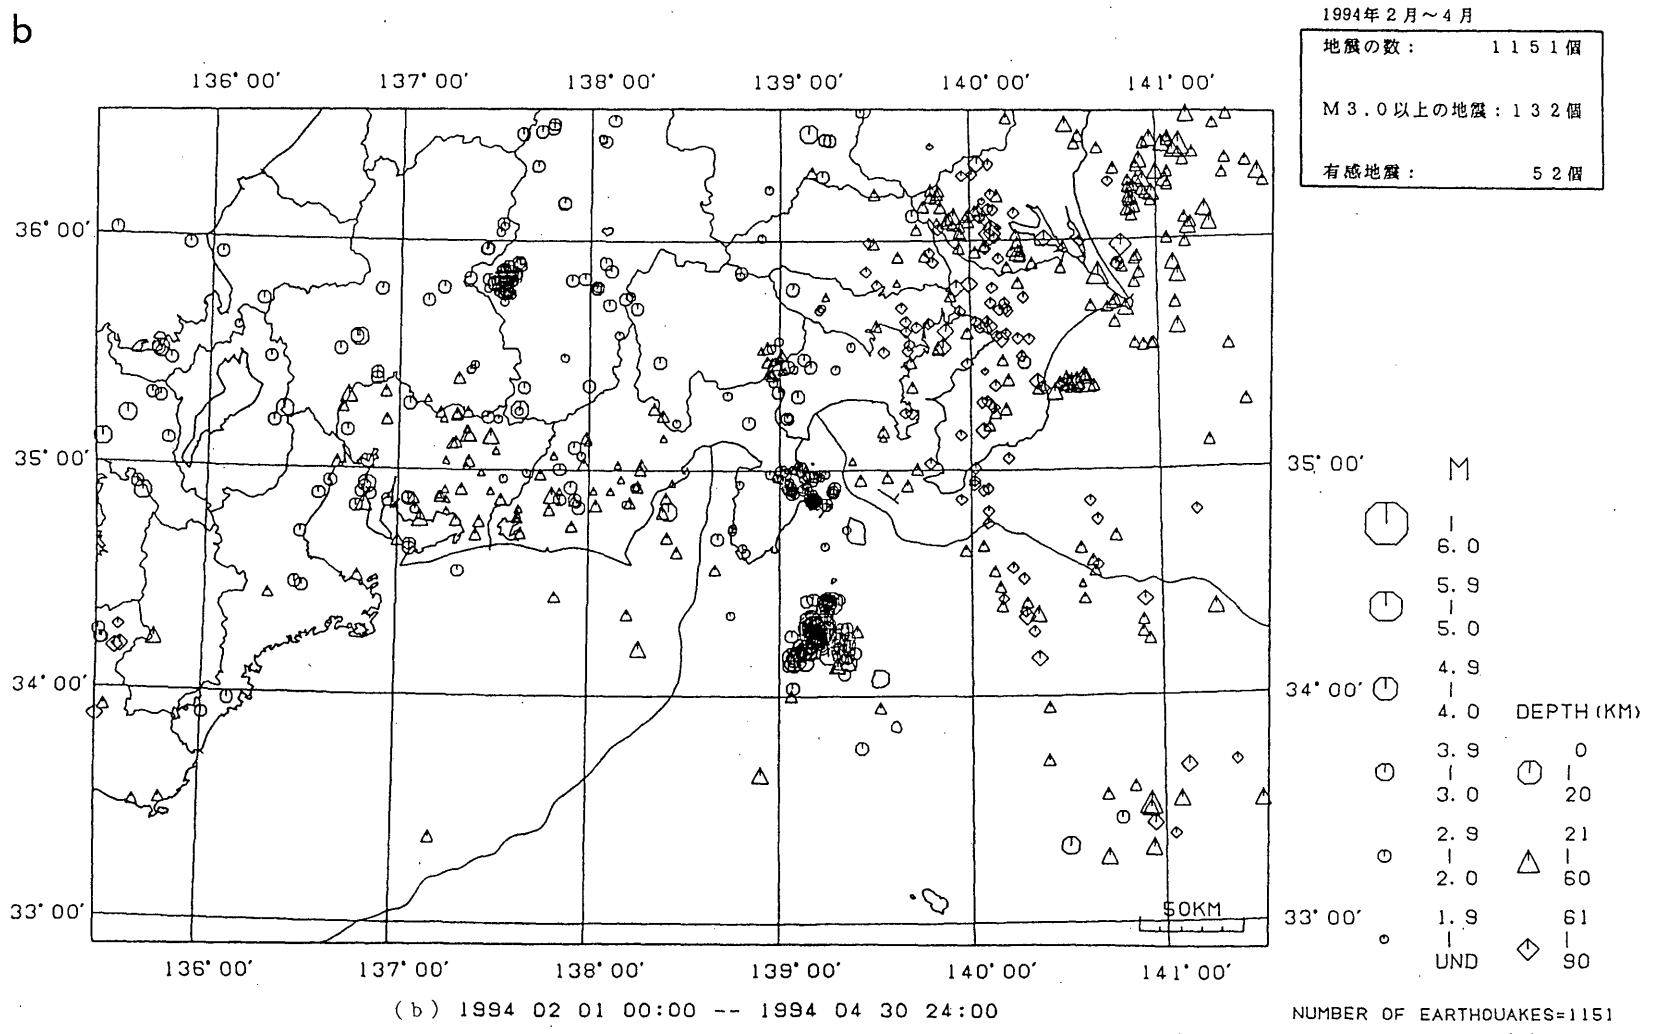 b
1994年2月～4月
地震の数： 1151個
M3.0以上の地震：132個
有感地震： 52個
136°00' 137°00' 138°00' 139°00' 140°00' 141°00'
36°00'
35°00' 35°00'
34°00' 34°00'
33°00' 33°00'
50KM
136°00' 137°00' 138°00' 139°00' 140°00' 141°00'
M
I
6.0
5.9
I
5.0
4.9
I
4.0
3.9
I
3.0
2.9
I
2.0
1.9
I
UND
DEPTH(KM)
0
I
20
21
I
60
61
I
90
(b) 1994 02 01 00:00 -- 1994 04 30 24:00
NUMBER OF EARTHQUAKES=1151